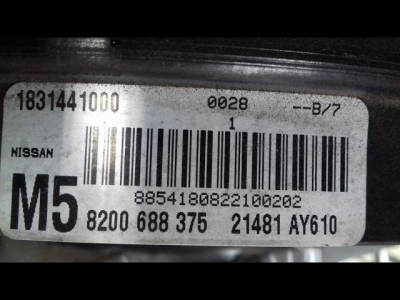 1831441000 0028 --B/7
1
NISSAN
8854180822100202
M5 8200 688 375 21481 AY610